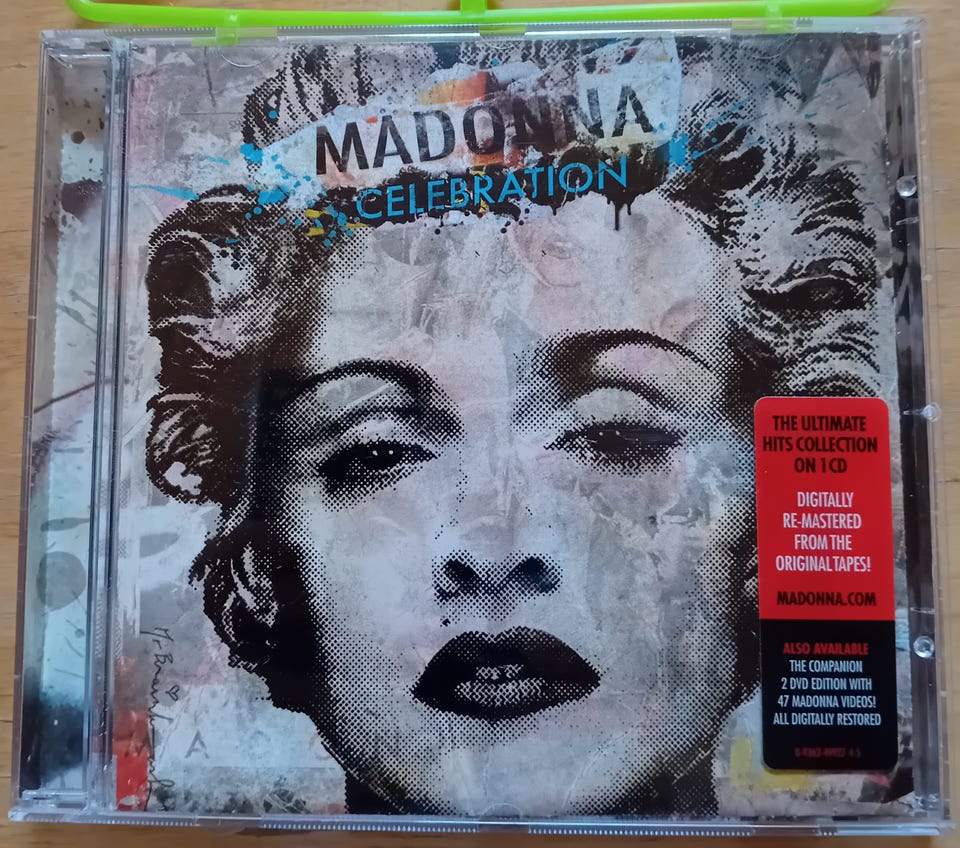 MADONNA
CELEBRATION
THE ULTIMATE
HITS COLLECTION
ON 1 CD
DIGITALLY
RE-MASTERED
FROM THE
ORIGINAL TAPES!
MADONNA.COM
ALSO AVAILABLE
THE COMPANION
2 DVD EDITION WITH
47 MADONNA VIDEOS!
ALL DIGITALLY RESTORED